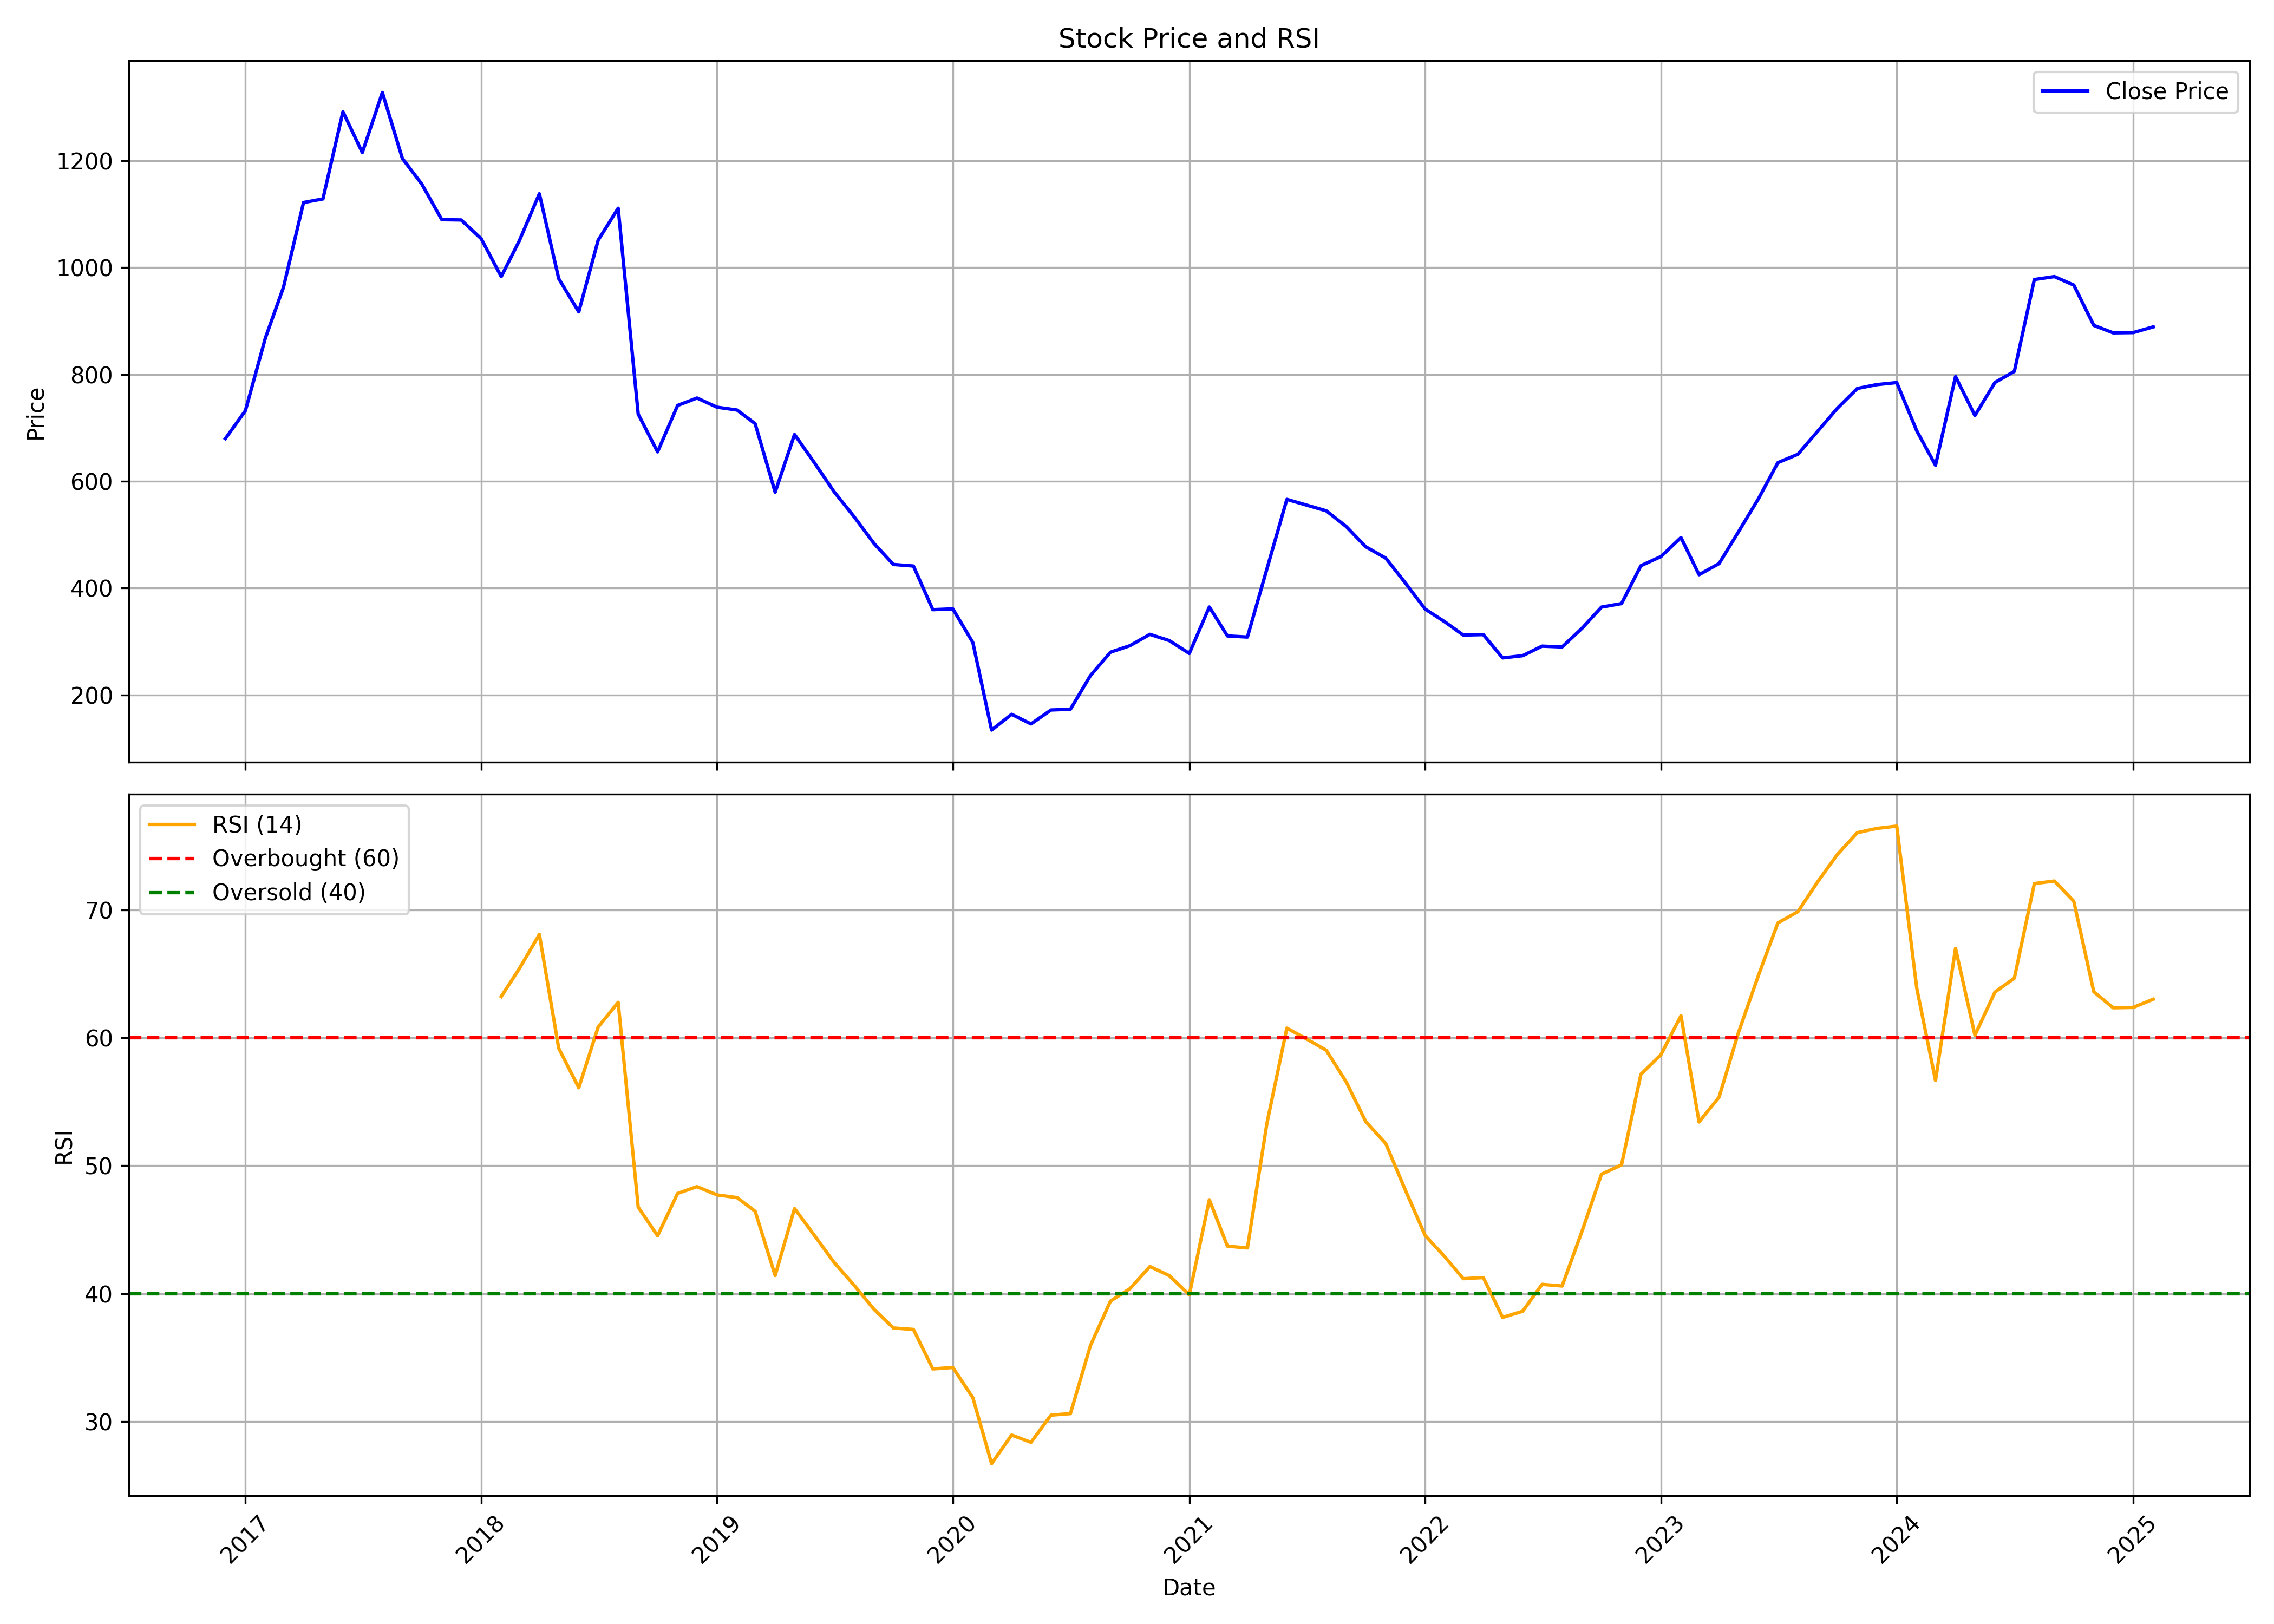 Stock Price and RSI
Close Price
Price
1200
1000
800
600
400
200
RSI (14)
Overbought (60)
Oversold (40)
RSI
70
60
50
40
30
2017
2018
2019
2020
2021
2022
2023
2024
2025
Date